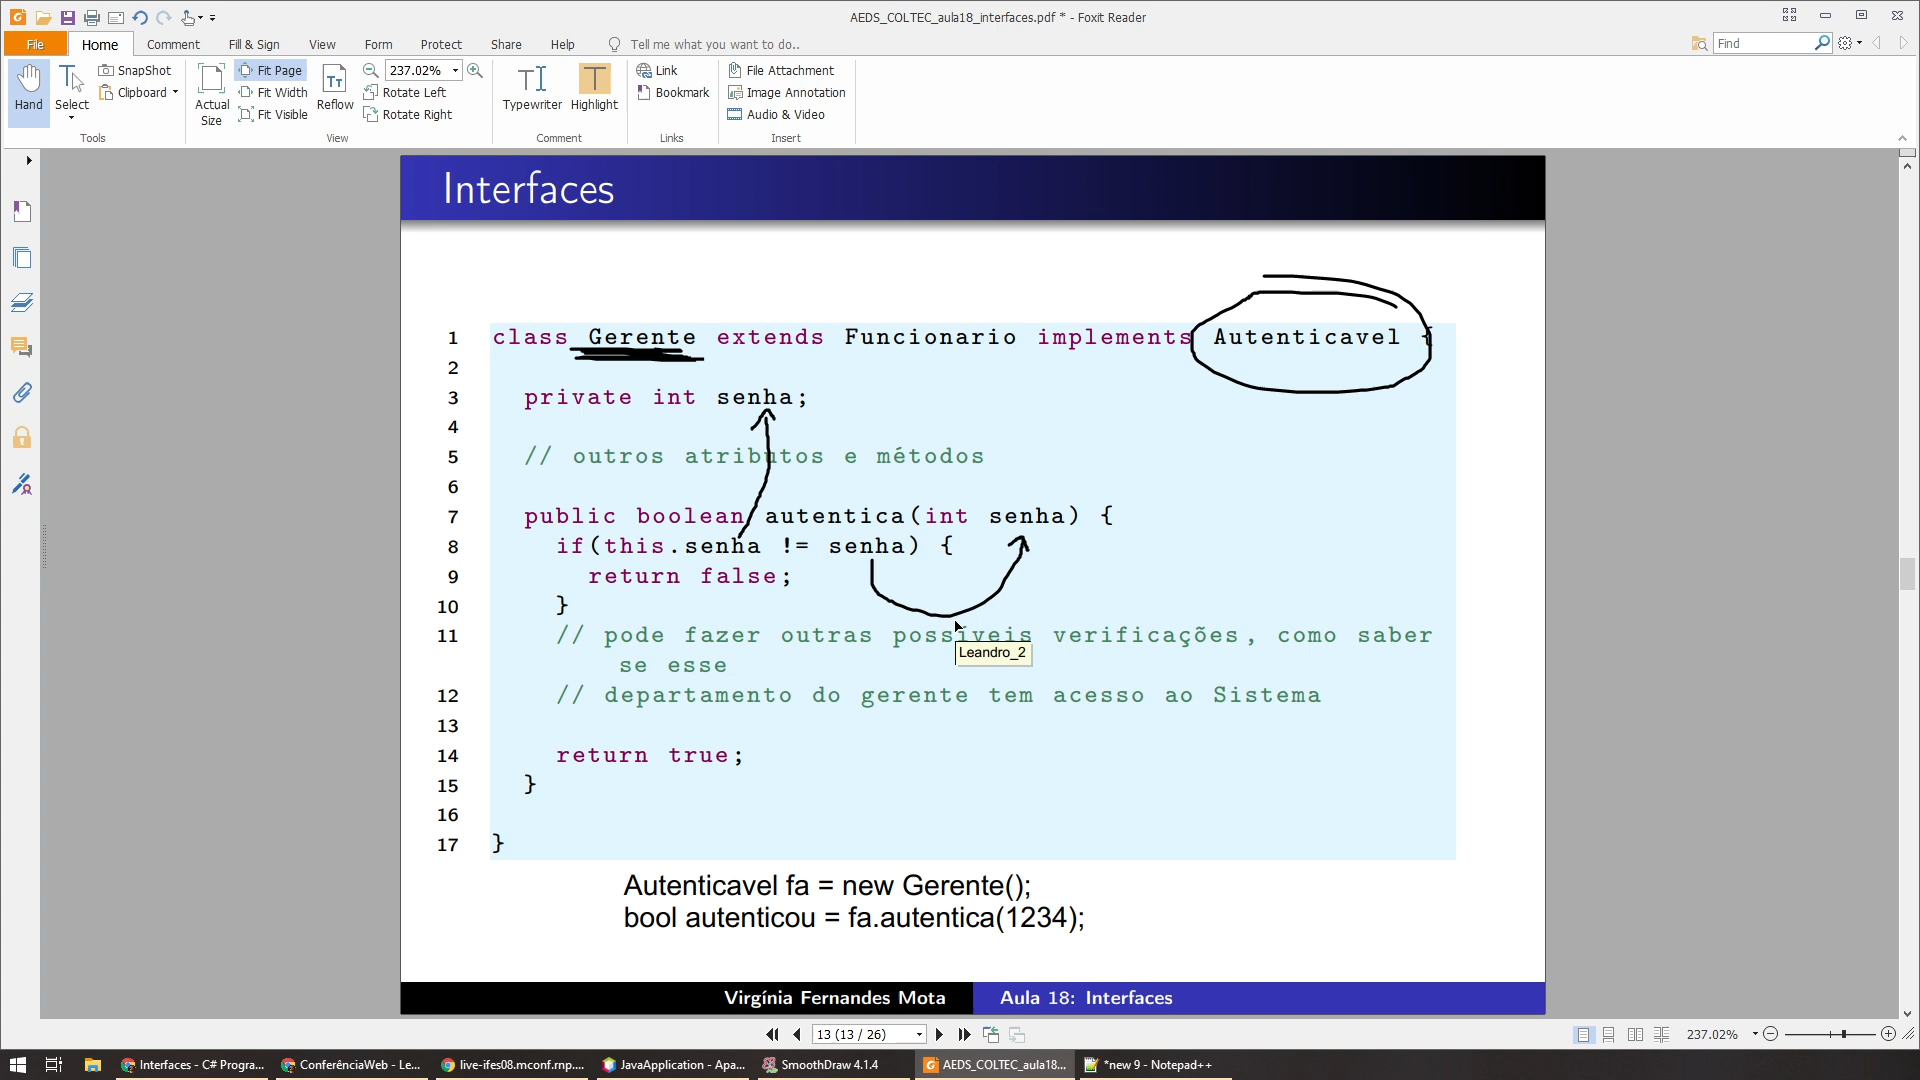 AEDS_COLTEC_aula18_interfaces.pdf * - Foxit Reader
File Home Comment Fill & Sign View Form Protect Share Help Tell me what you want to do.. Find
Hand Select SnapShot Clipboard Actual Size Fit Page Fit Width Fit Visible Reflow 237.02% Rotate Left Rotate Right Typewriter Highlight Link Bookmark File Attachment Image Annotation Audio & Video
Tools View Comment Links Insert
Interfaces
1 class Gerente extends Funcionario implements Autenticavel {
2
3 private int senha;
4
5 // outros atributos e métodos
6
7 public boolean autentica(int senha) {
8 if(this.senha != senha) {
9 return false;
10 }
11 // pode fazer outras possíveis verificações, como saber
se esse
12 // departamento do gerente tem acesso ao Sistema
13
14 return true;
15 }
16
17 }
Leandro_2
Autenticavel fa = new Gerente();
bool autenticou = fa.autentica(1234);
Virgínia Fernandes Mota Aula 18: Interfaces
13 (13 / 26) 237.02%
Interfaces - C# Progra... ConferênciaWeb - Le... live-ifes08.mconf.rnp.... JavaApplication - Apa... SmoothDraw 4.1.4 AEDS_COLTEC_aula18... *new 9 - Notepad++